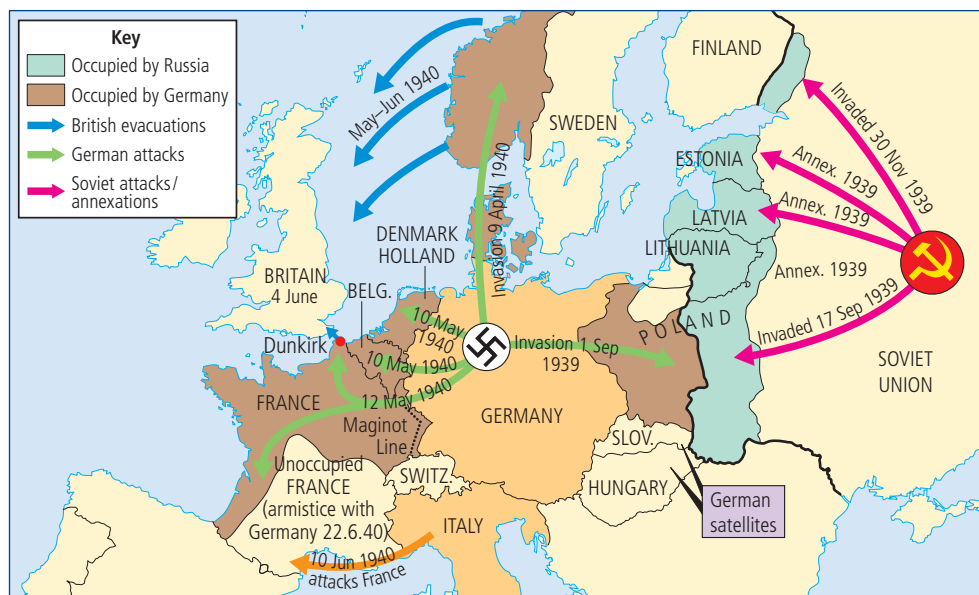 Key
Occupied by Russia
Occupied by Germany
British evacuations
German attacks
Soviet attacks/
annexations
May–Jun 1940
FINLAND
SWEDEN
Invaded 30 Nov 1939
ESTONIA
Annex. 1939
LATVIA
Annex. 1939
LITHUANIA
Annex. 1939
Invaded 17 Sep 1939
SOVIET
UNION
Invasion 9 April 1940
DENMARK
HOLLAND
BRITAIN
4 June
BELG.
Dunkirk
10 May
1940
10 May 1940
12 May 1940
Invasion 1 Sep
1939
POLAND
FRANCE
Maginot
Line
GERMANY
Unoccupied
FRANCE
(armistice with
Germany 22.6.40)
SWITZ.
SLOV.
HUNGARY
German
satellites
ITALY
10 Jun 1940
attacks France